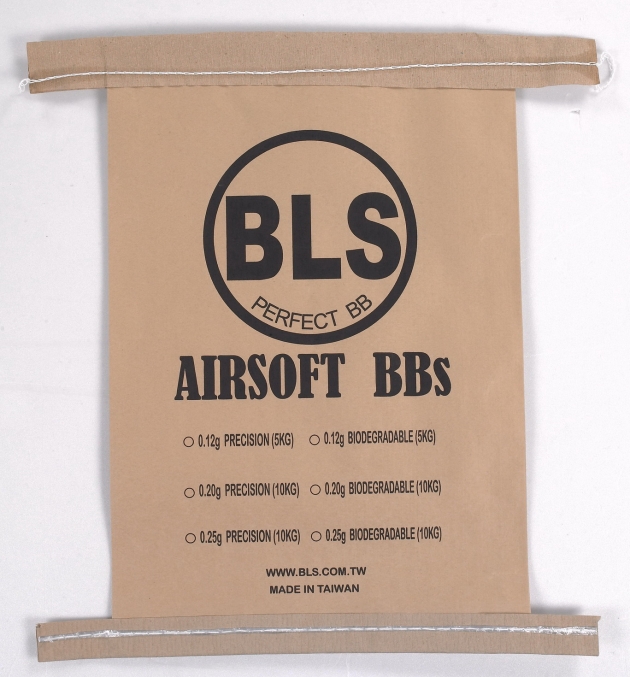 BLS
PERFECT BB
AIRSOFT BBs
0.12g PRECISION (5KG) 0.12g BIODEGRADABLE (5KG)
0.20g PRECISION (10KG) 0.20g BIODEGRADABLE (10KG)
0.25g PRECISION (10KG) 0.25g BIODEGRADABLE (10KG)
WWW.BLS.COM.TW
MADE IN TAIWAN